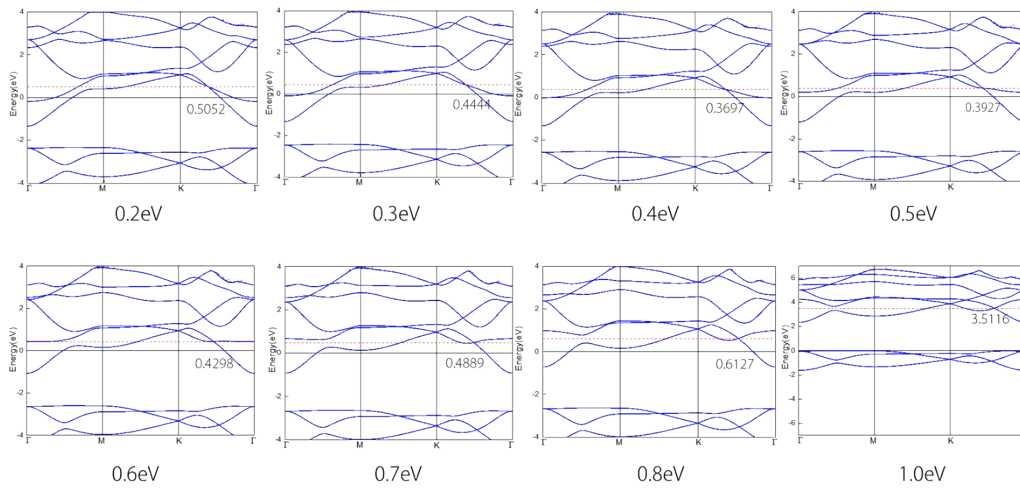 4
2
0
-2
-4
Energy(eV)
0.5052
Γ M K Γ
0.2eV
4
2
0
-2
-4
Energy(eV)
0.4444
Γ M K Γ
0.3eV
4
2
0
-2
-4
Energy(eV)
0.3697
Γ M K Γ
0.4eV
4
2
0
-2
-4
Energy(eV)
0.3927
Γ M K Γ
0.5eV
4
2
0
-2
-4
Energy(eV)
0.4298
Γ M K Γ
0.6eV
4
2
0
-2
-4
Energy(eV)
0.4889
Γ M K Γ
0.7eV
4
2
0
-2
-4
Energy(eV)
0.6127
Γ M K Γ
0.8eV
6
4
2
0
-2
-4
-6
Energy(eV)
3.5116
Γ M K Γ
1.0eV